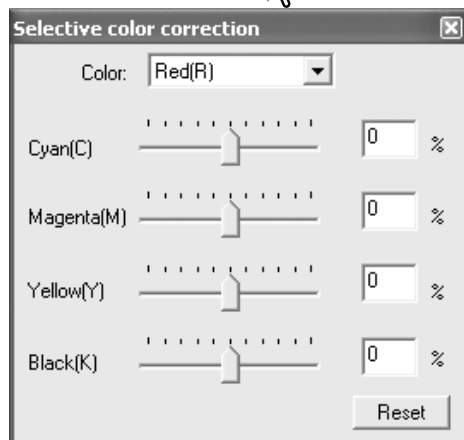 Selective color correction
Color: Red(R)
Cyan(C) 0 %
Magenta(M) 0 %
Yellow(Y) 0 %
Black(K) 0 %
Reset